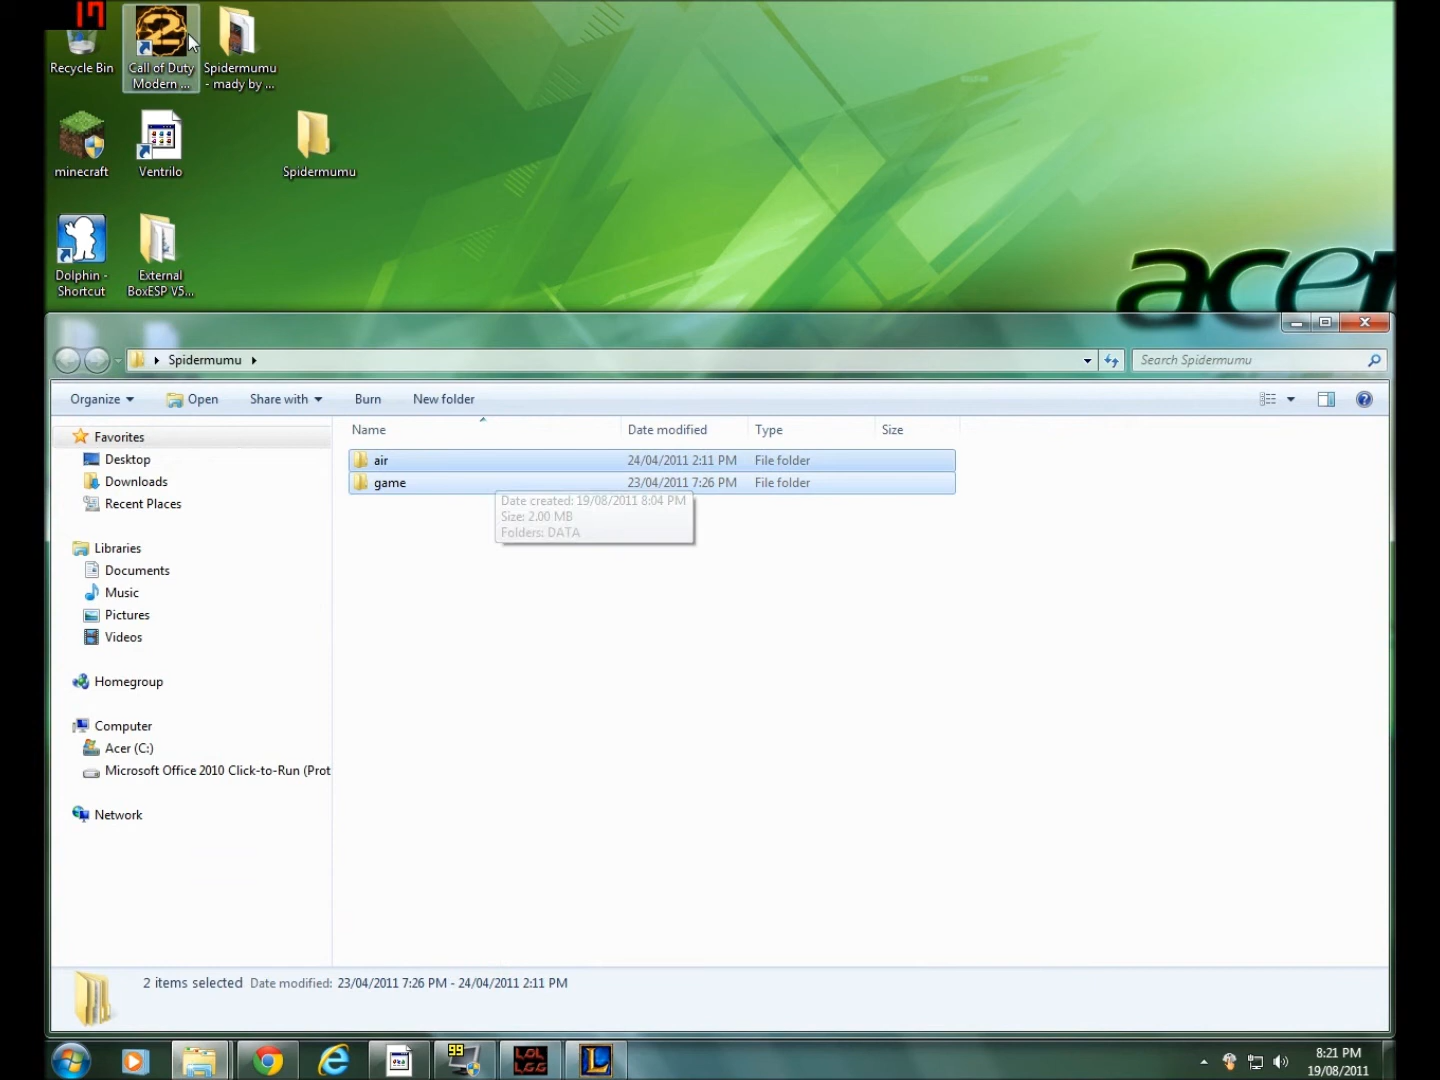 17
Recycle Bin
Call of Duty
Modern ...
Spidermumu
- mady by ...
minecraft
Ventrilo
Spidermumu
Dolphin -
Shortcut
External
BoxESP V5...
acer
Spidermumu
Search Spidermumu
Organize
Open
Share with
Burn
New folder
Name
Date modified
Type
Size
Favorites
Desktop
Downloads
Recent Places
Libraries
Documents
Music
Pictures
Videos
Homegroup
Computer
Acer (C:)
Microsoft Office 2010 Click-to-Run (Prot
Network
air 24/04/2011 2:11 PM File folder
game 23/04/2011 7:26 PM File folder
Date created: 19/08/2011 8:04 PM
Size: 2.00 MB
Folders: DATA
2 items selected Date modified: 23/04/2011 7:26 PM - 24/04/2011 2:11 PM
99
LOL
LGG
L
8:21 PM
19/08/2011